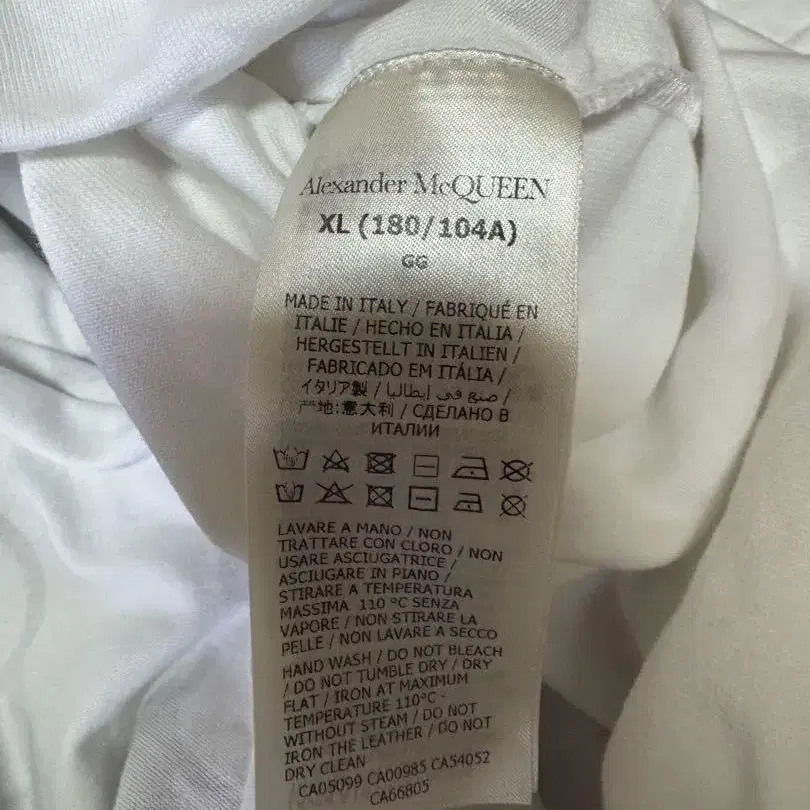 Alexander McQUEEN
XL (180/104A)
GG
MADE IN ITALY / FABRIQUÉ EN
ITALIE / HECHO EN ITALIA /
HERGESTELLT IN ITALIEN /
FABRICADO EM ITÁLIA /
イタリア製 / صنع في إيطاليا /
产地:意大利 / СДЕЛАНО В
ИТАЛИИ
LAVARE A MANO / NON
TRATTARE CON CLORO / NON
USARE ASCIUGATRICE /
ASCIUGARE IN PIANO /
STIRARE A TEMPERATURA
MASSIMA 110 °C SENZA
VAPORE / NON STIRARE LA
PELLE / NON LAVARE A SECCO
HAND WASH / DO NOT BLEACH
/ DO NOT TUMBLE DRY / DRY
FLAT / IRON AT MAXIMUM
TEMPERATURE 110°C -
WITHOUT STEAM / DO NOT
IRON THE LEATHER / DO NOT
DRY CLEAN
CA05099 CA00985 CA54052
CA66805